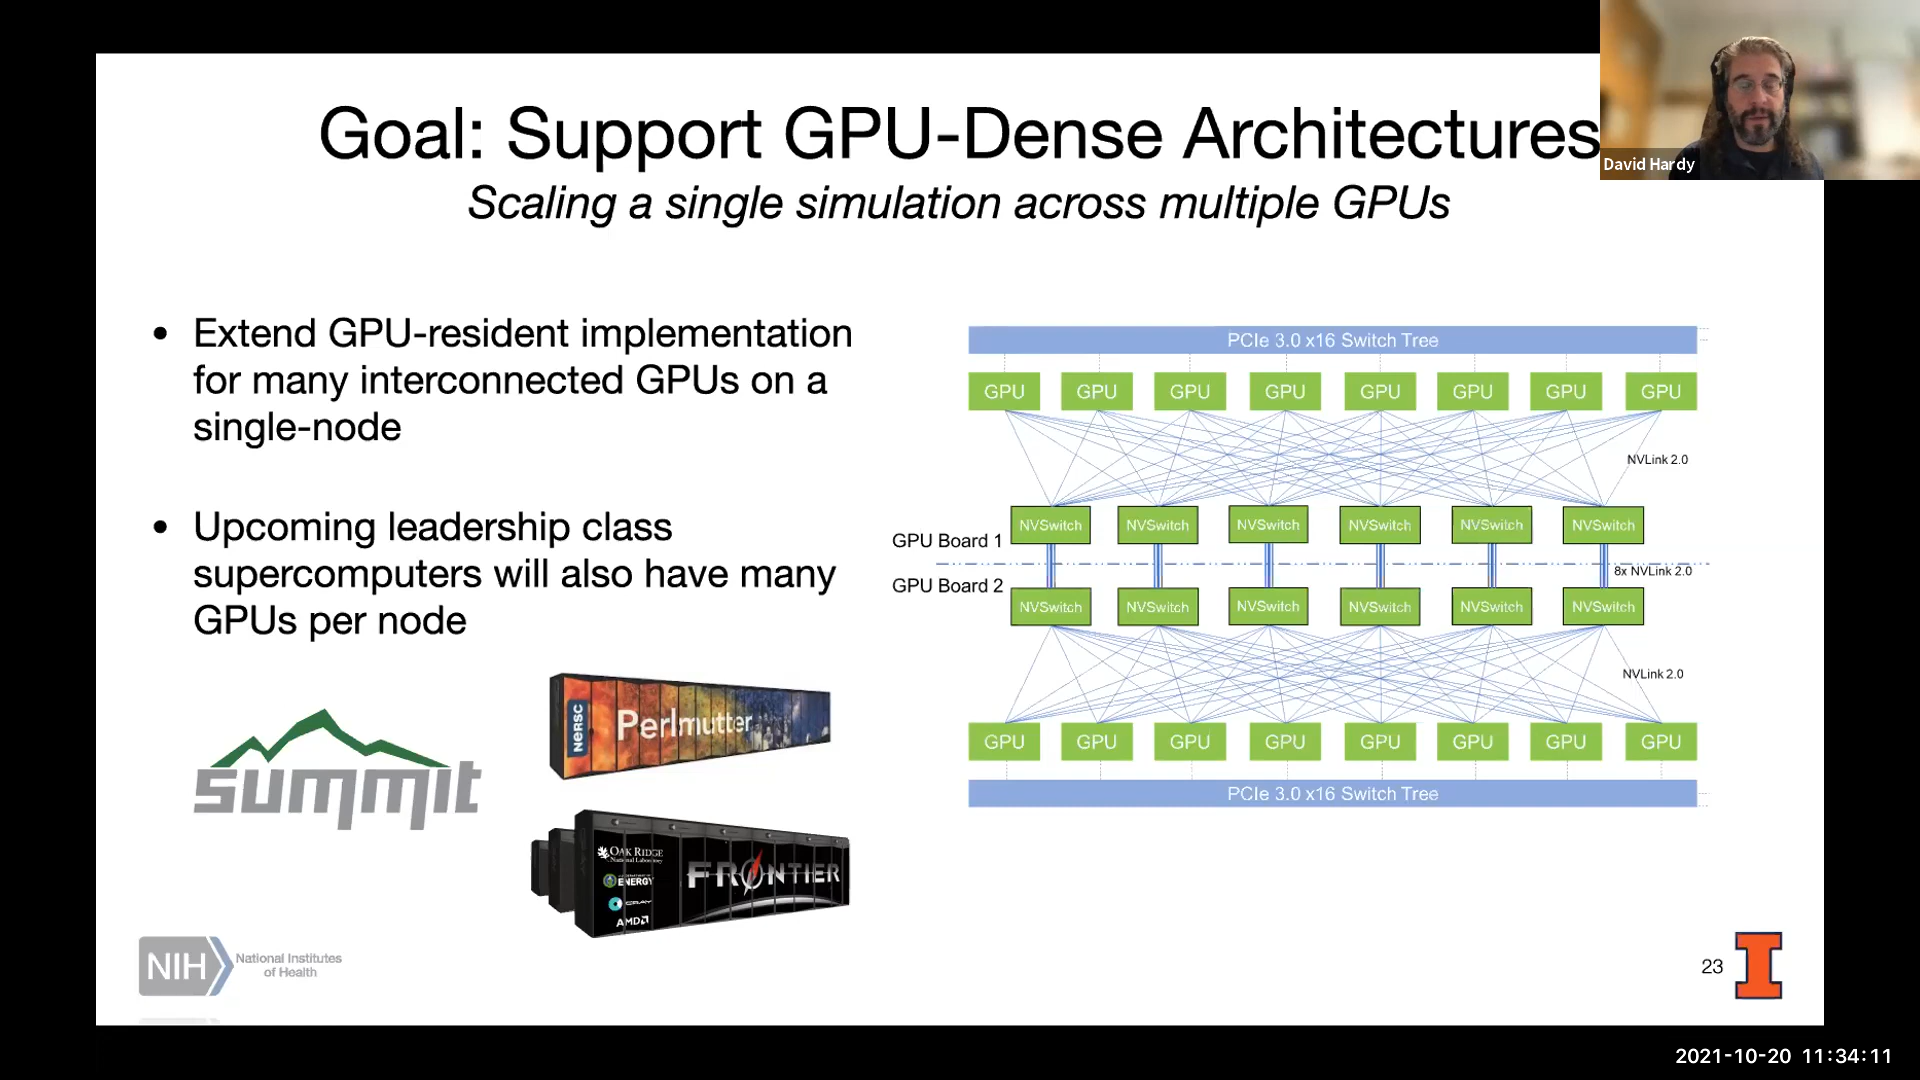 Goal: Support GPU-Dense Architectures
Scaling a single simulation across multiple GPUs
David Hardy
• Extend GPU-resident implementation
for many interconnected GPUs on a
single-node
• Upcoming leadership class
supercomputers will also have many
GPUs per node
summit
NERSC
Perlmutter
OAK RIDGE
National Laboratory
ENERGY
CRAY
AMD
FRONTIER
PCIe 3.0 x16 Switch Tree
GPU GPU GPU GPU GPU GPU GPU GPU
NVLink 2.0
NVSwitch NVSwitch NVSwitch NVSwitch NVSwitch NVSwitch
GPU Board 1
8x NVLink 2.0
GPU Board 2
NVSwitch NVSwitch NVSwitch NVSwitch NVSwitch NVSwitch
NVLink 2.0
GPU GPU GPU GPU GPU GPU GPU GPU
PCIe 3.0 x16 Switch Tree
NIH
National Institutes
of Health
23
I
2021-10-20 11:34:11